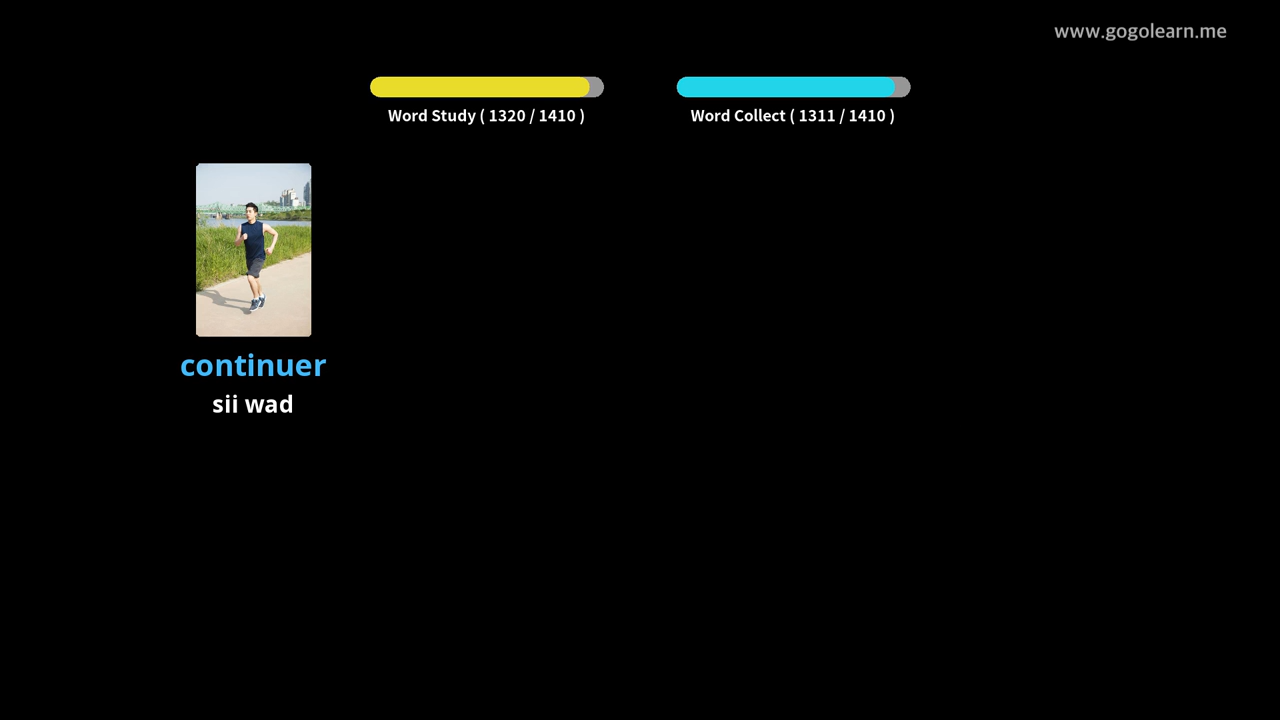 www.gogolearn.me
Word Study ( 1320 / 1410 )
Word Collect ( 1311 / 1410 )
continuer
sii wad